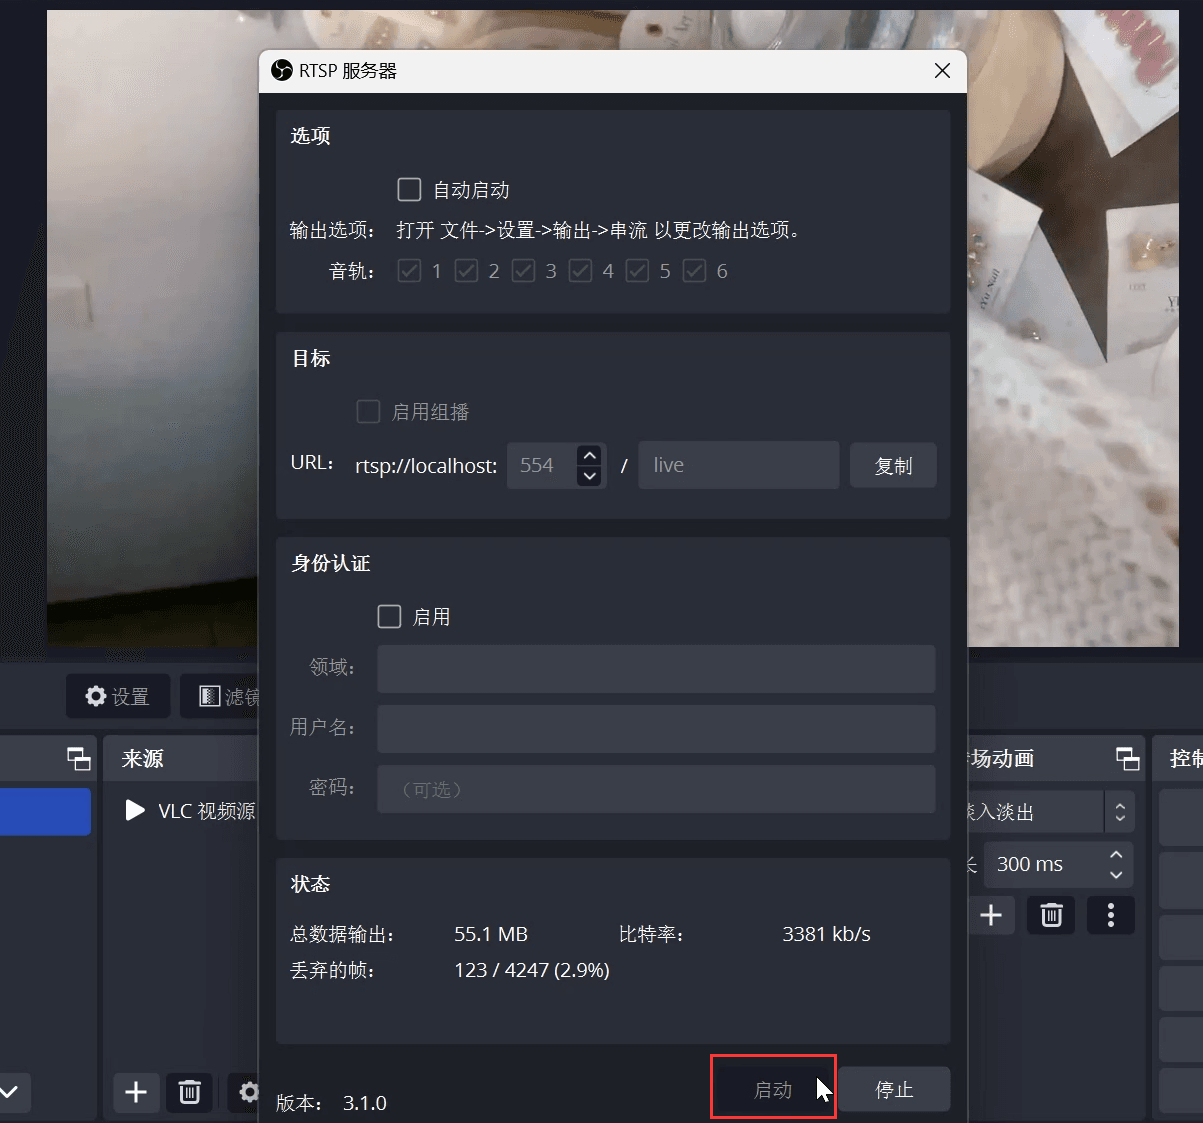 RTSP 服务器
选项
自动启动
输出选项： 打开 文件->设置->输出->串流 以更改输出选项。
音轨： 1 2 3 4 5 6
目标
启用组播
URL： rtsp://localhost: 554 / live 复制
身份认证
启用
领域：
设置 滤镜
用户名：
来源
场动画 控制
密码： （可选）
VLC 视频源
淡入淡出
长 300 ms
状态
总数据输出： 55.1 MB 比特率： 3381 kb/s
丢弃的帧： 123 / 4247 (2.9%)
启动 停止
版本： 3.1.0